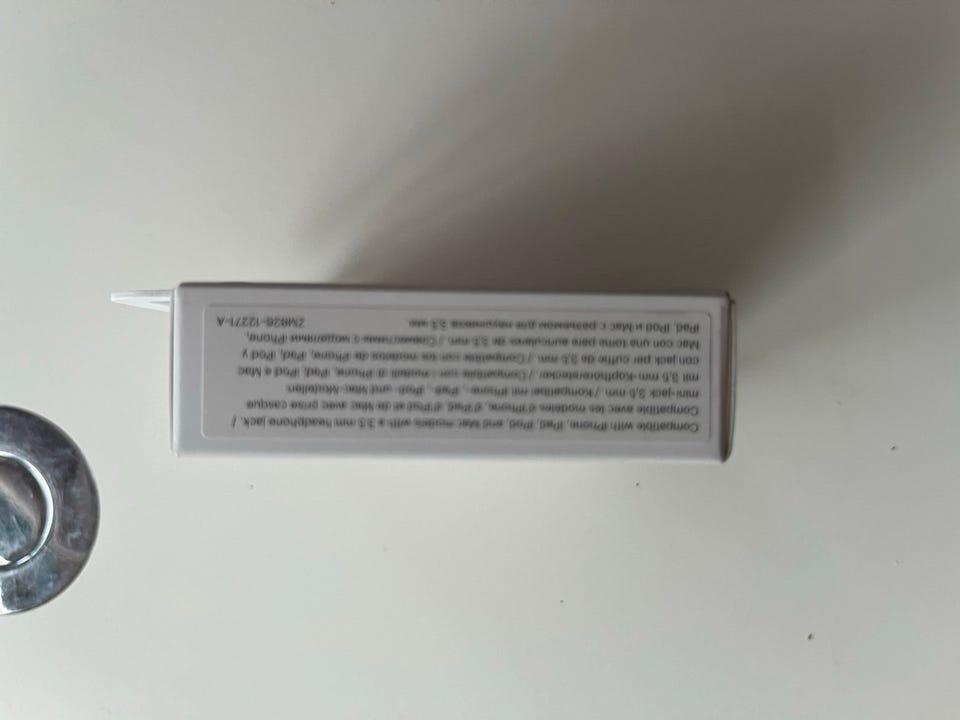 Compatible with iPhone, iPad, iPod, and Mac models with a 3.5 mm headphone jack. /
Compatible avec les modèles d'iPhone, d'iPad, d'iPod et de Mac avec prise casque
mini-jack 3,5 mm. / Kompatibel mit iPhone-, iPad-, iPod- und Mac-Modellen
mit 3,5 mm-Kopfhörerstecker. / Compatibile con i modelli di iPhone, iPad, iPod e Mac
con jack per cuffie da 3,5 mm. / Compatible con los modelos de iPhone, iPad, iPod y
Mac con una toma para auriculares de 3,5 mm. / Совместимы с моделями iPhone,
iPad, iPod и Mac с разъемом для наушников 3,5 мм. ZM826-12271-A